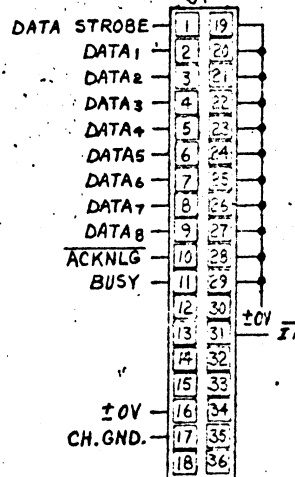 DATA STROBE 1 19
DATA1 2 20
DATA2 3 21
DATA3 4 22
DATA4 5 23
DATA5 6 24
DATA6 7 25
DATA7 8 26
DATA8 9 27
ACKNLG 10 28
BUSY 11 29
12 30
±0V
13 31
14 32
15 33
±0V 16 34
CH.GND. 17 35
18 36